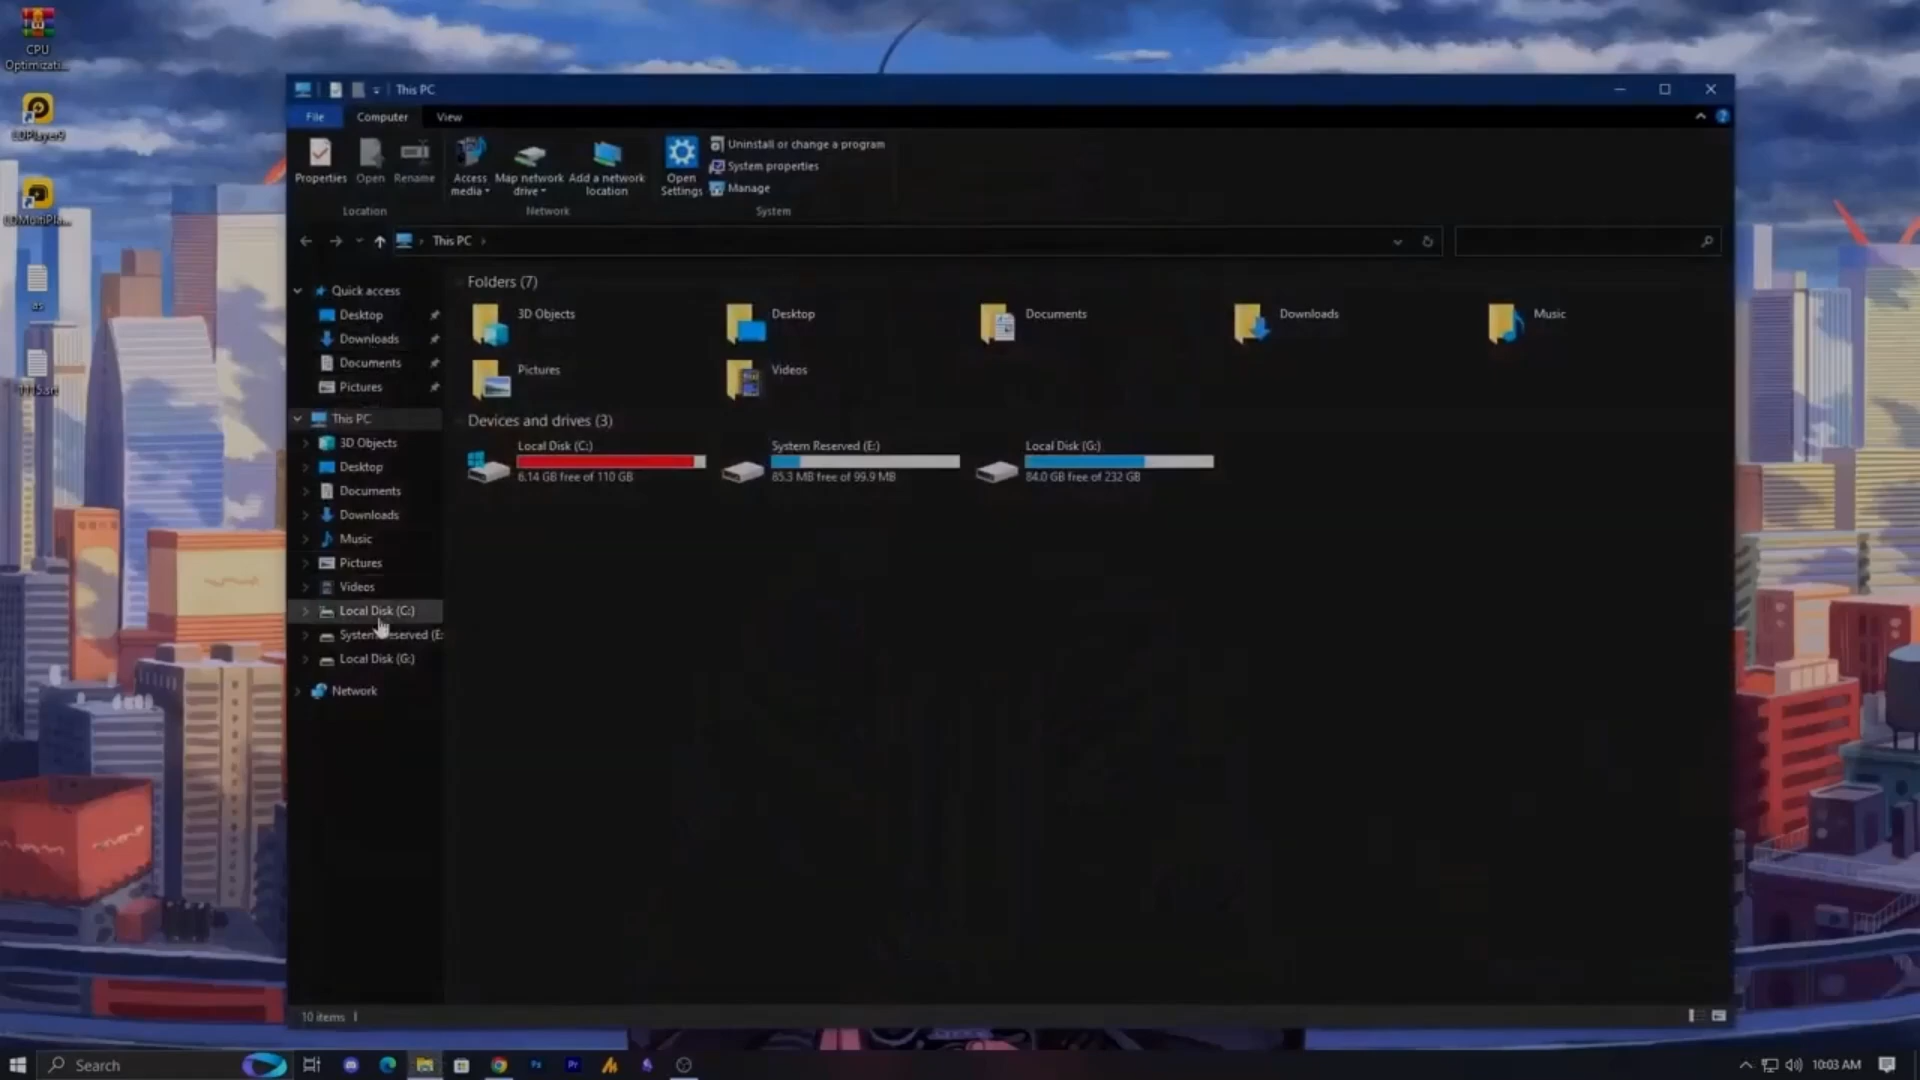 CPU
Optimizati...
LDPlayer9
LDMultiPla...
as
This PC
File
Computer
View
Properties
Open
Rename
Access
media
Map network
drive
Add a network
location
Open
Settings
Uninstall or change a program
System properties
Manage
Location
Network
System
This PC
Quick access
Desktop
Downloads
Documents
Pictures
This PC
3D Objects
Desktop
Documents
Downloads
Music
Pictures
Videos
Local Disk (C:)
System Reserved (E:
Local Disk (G:)
Network
Folders (7)
3D Objects
Desktop
Documents
Downloads
Music
Pictures
Videos
Devices and drives (3)
Local Disk (C:)
6.14 GB free of 110 GB
System Reserved (E:)
85.3 MB free of 99.9 MB
Local Disk (G:)
84.0 GB free of 232 GB
10 items
Search
Ps
Pr
10:03 AM